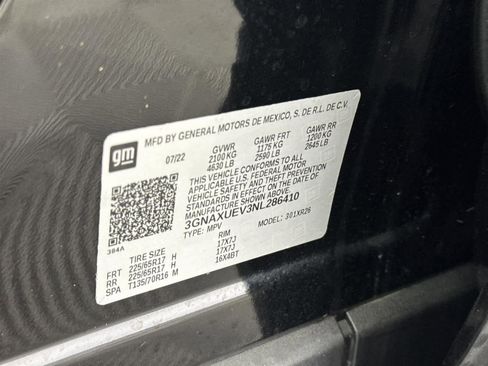 gm
MFD BY GENERAL MOTORS DE MEXICO, S. DE R.L. DE C.V.
07/22 GVWR GAWR FRT GAWR RR
2100 KG 1175 KG 1200 KG
4630 LB 2590 LB 2645 LB
THIS VEHICLE CONFORMS TO ALL APPLICABLE U.S. FEDERAL MOTOR
VEHICLE SAFETY AND THEFT PREVENTION STANDARDS IN EFFECT ON THE DATE OF
MANUFACTURE SHOWN ABOVE.
3GNAXUEV3NL286410
TYPE: MPV MODEL: 301XR26
384A
TIRE SIZE RIM
FRT 225/65R17 H 17X7J
RR 225/65R17 H 17X7J
SPA T135/70R16 M 16X4BT